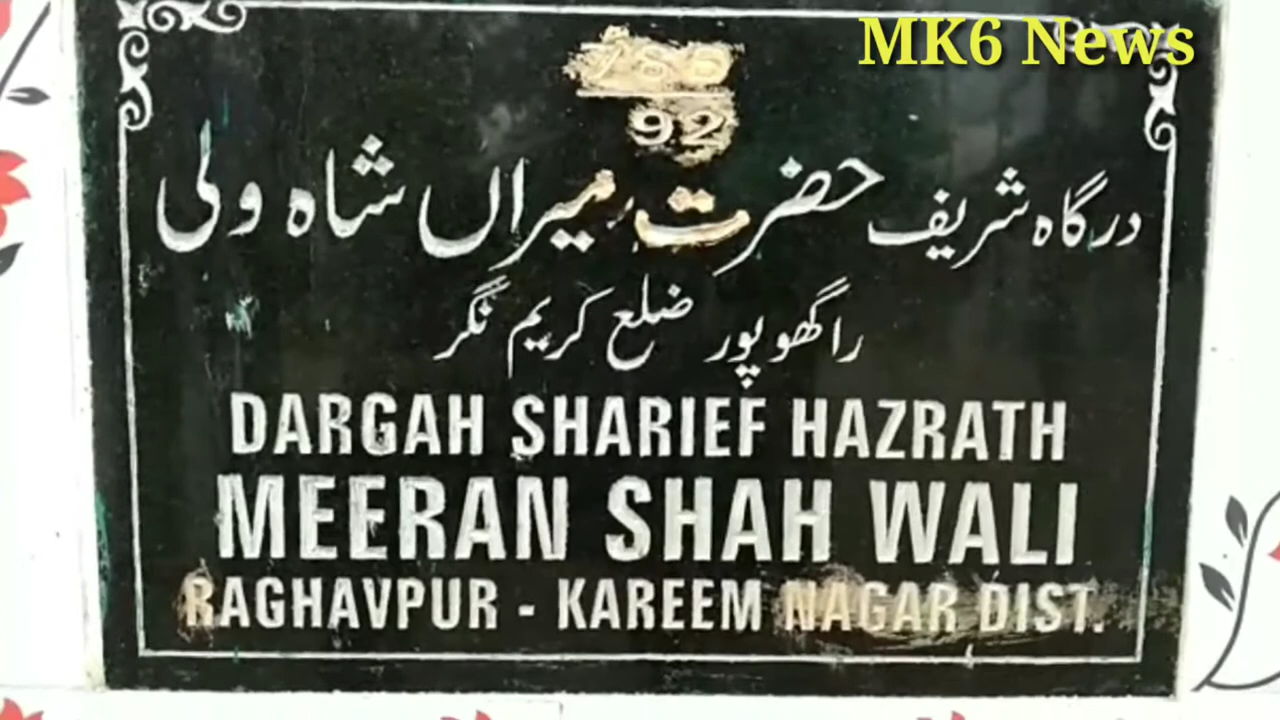 MK6 News
786
92
درگاہ شریف حضرت میراں شاہ ولی
راگھوپور ضلع کریم نگر
DARGAH SHARIEF HAZRATH
MEERAN SHAH WALI
RAGHAVPUR - KAREEM NAGAR DIST.